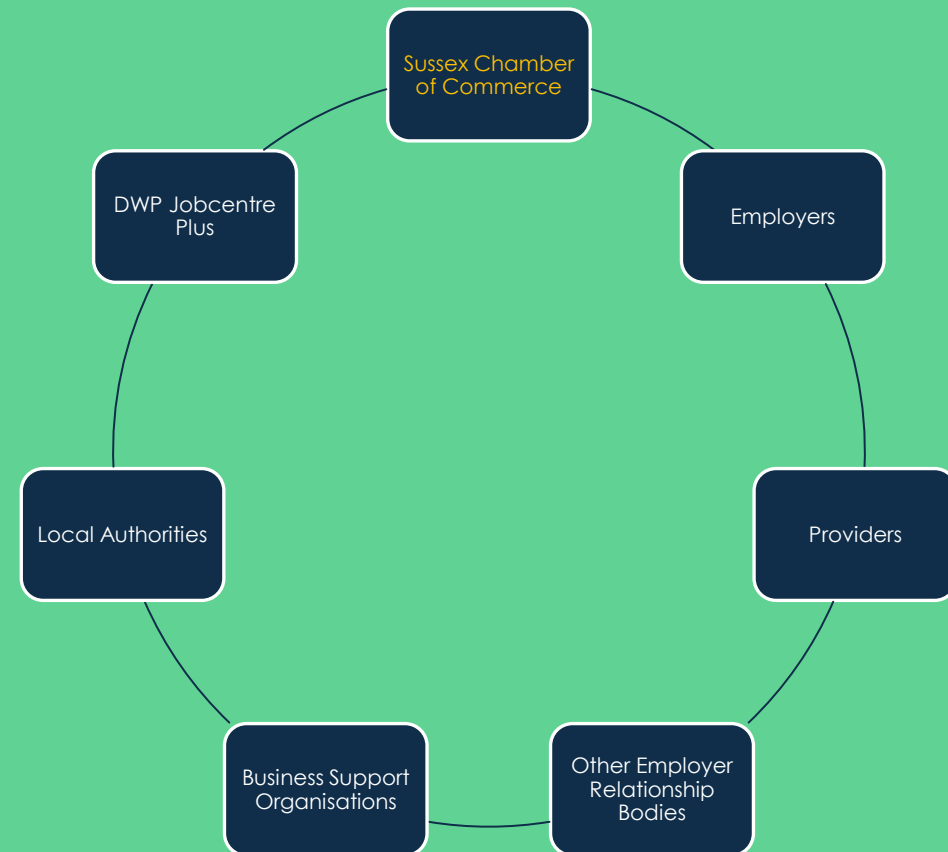 Sussex Chamber
of Commerce
Employers
Providers
Other Employer
Relationship
Bodies
Business Support
Organisations
Local Authorities
DWP Jobcentre
Plus